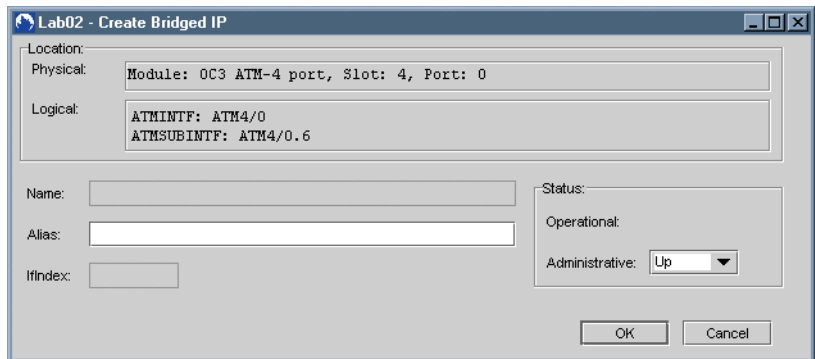 Lab02 - Create Bridged IP
Location:
Physical:
Module: OC3 ATM-4 port, Slot: 4, Port: 0
Logical:
ATMINTF: ATM4/0
ATMSUBINTF: ATM4/0.6
Name:
Alias:
IfIndex:
Status:
Operational:
Administrative: Up
OK Cancel